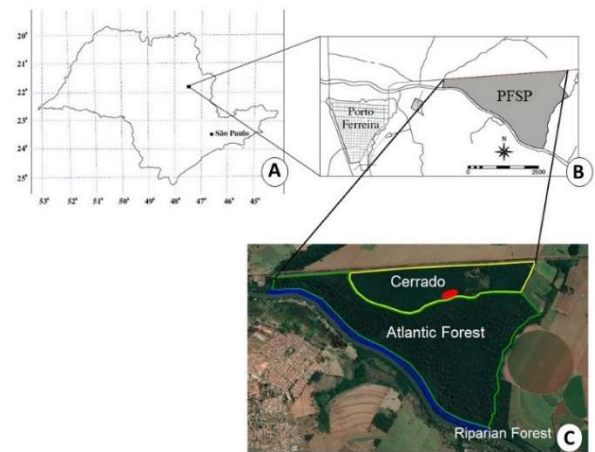 20°
21°
22°
23°
24°
25°
53° 52° 51° 50° 49° 48° 47° 46° 45°
São Paulo
A
Porto
Ferreira
PFSP
N
0
2500
B
Cerrado
Atlantic Forest
Riparian Forest
C